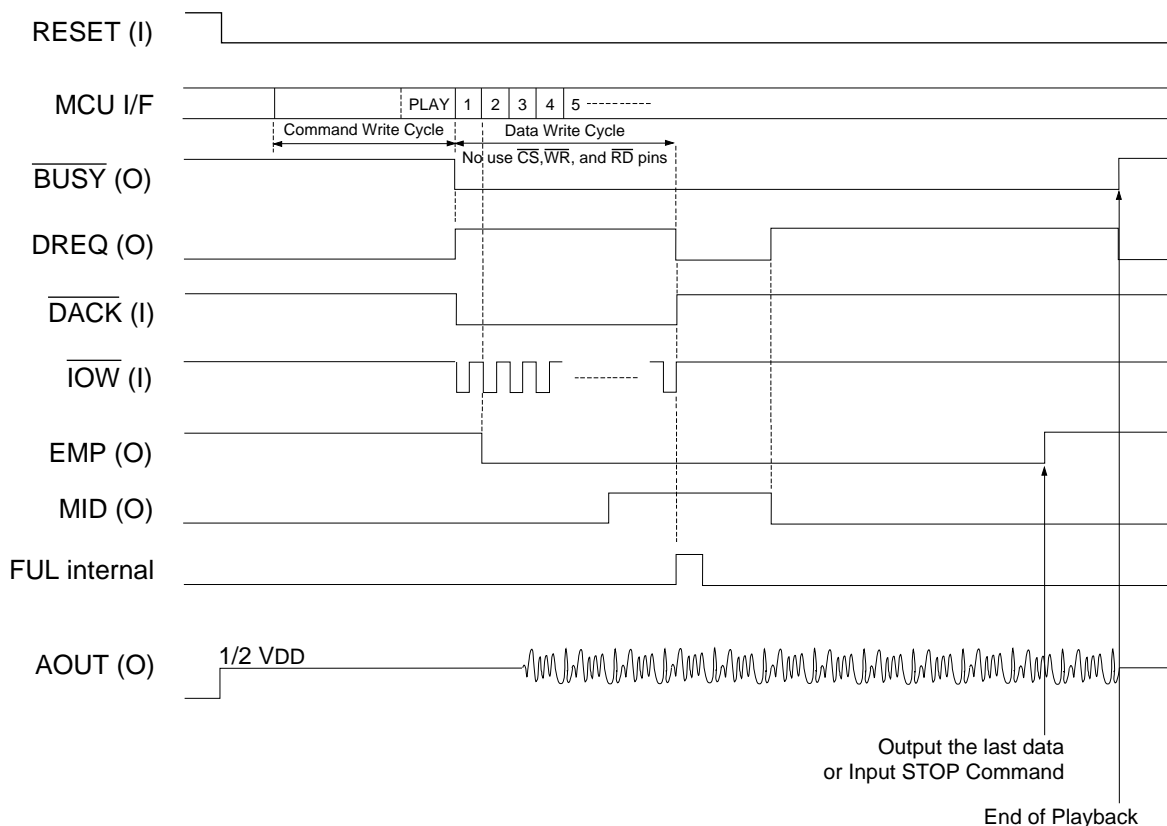 RESET (I)
MCU I/F
PLAY 1 2 3 4 5
Command Write Cycle
Data Write Cycle
No use CS,WR, and RD pins
BUSY (O)
DREQ (O)
DACK (I)
IOW (I)
EMP (O)
MID (O)
FUL internal
1/2 VDD
AOUT (O)
Output the last data
or Input STOP Command
End of Playback